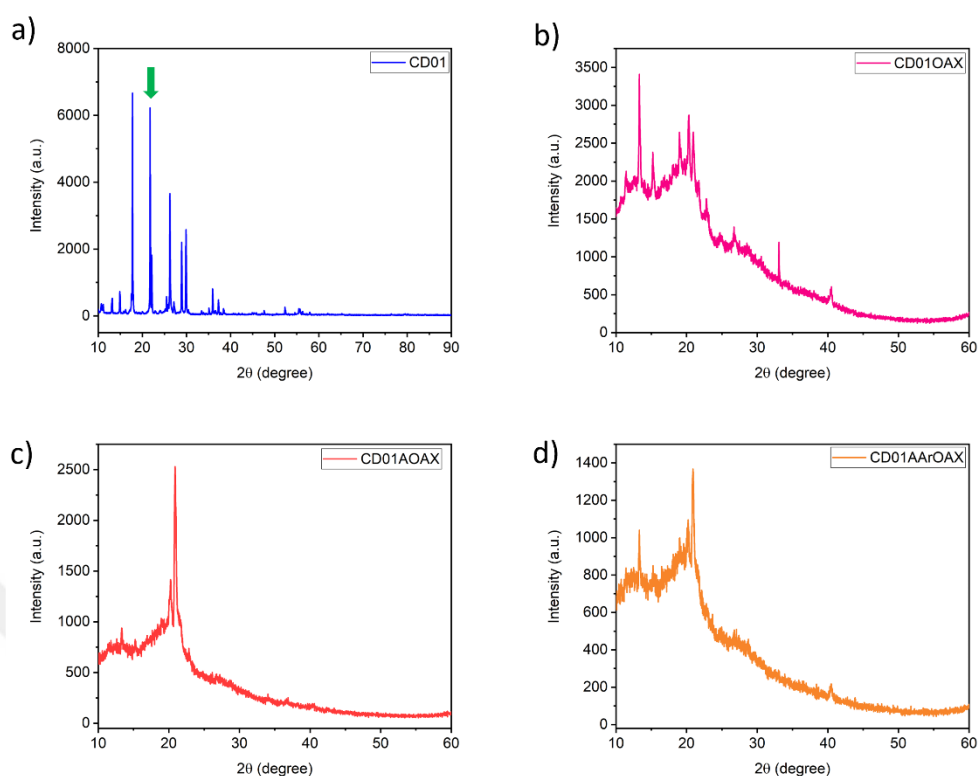 a)
CD01
8000
6000
4000
2000
0
Intensity (a.u.)
10 20 30 40 50 60 70 80 90
2θ (degree)
b)
CD01OAX
3500
3000
2500
2000
1500
1000
500
0
Intensity (a.u.)
10 20 30 40 50 60
2θ (degree)
c)
CD01AOAX
2500
2000
1500
1000
500
0
Intensity (a.u.)
10 20 30 40 50 60
2θ (degree)
d)
CD01AArOAX
1400
1200
1000
800
600
400
200
0
Intensity (a.u.)
10 20 30 40 50 60
2θ (degree)